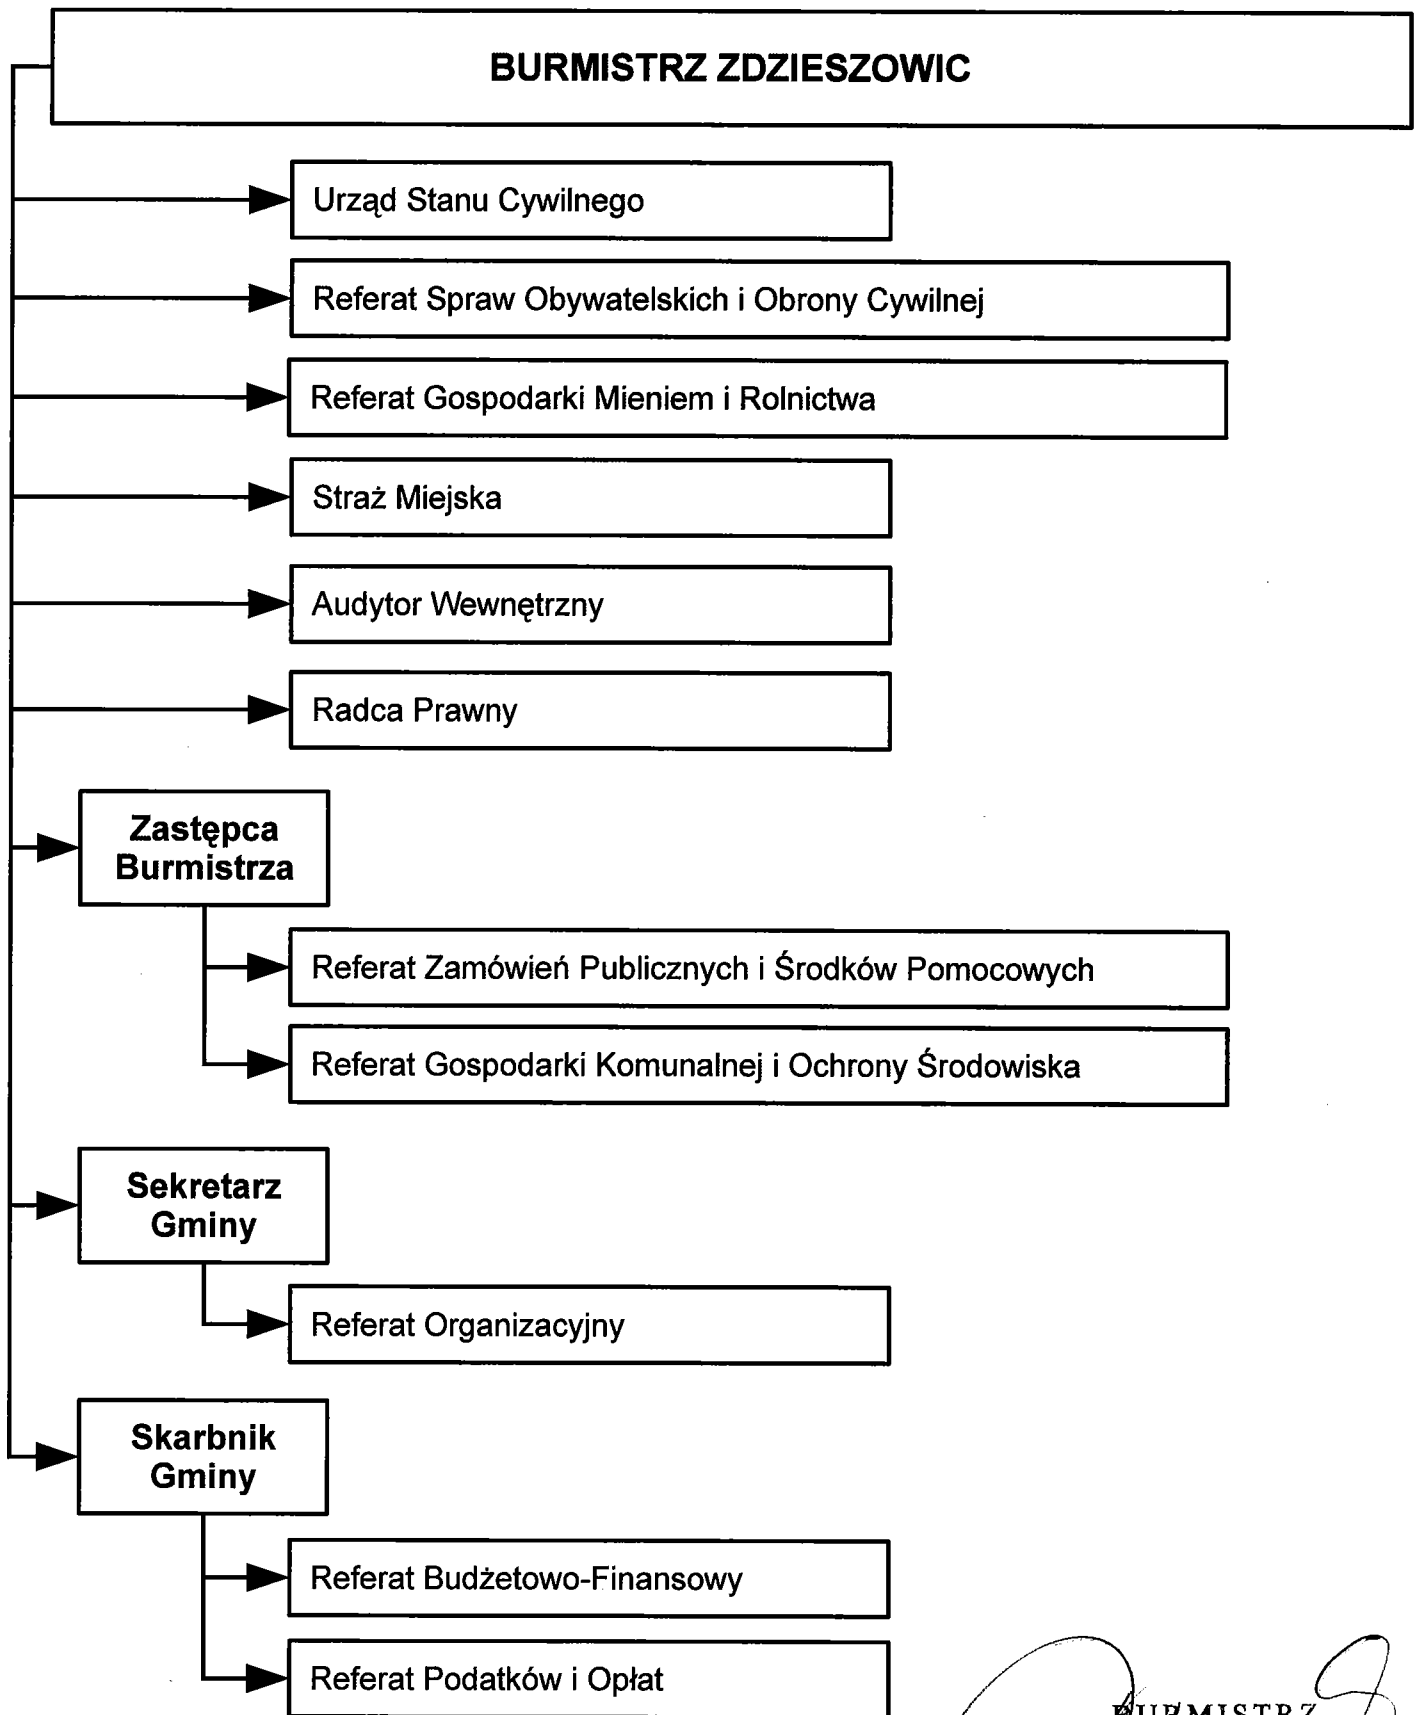 BURMISTRZ ZDZIESZOWIC
Urząd Stanu Cywilnego
Referat Spraw Obywatelskich i Obrony Cywilnej
Referat Gospodarki Mieniem i Rolnictwa
Straż Miejska
Audytor Wewnętrzny
Radca Prawny
Zastępca
Burmistrza
Referat Zamówień Publicznych i Środków Pomocowych
Referat Gospodarki Komunalnej i Ochrony Środowiska
Sekretarz
Gminy
Referat Organizacyjny
Skarbnik
Gminy
Referat Budżetowo-Finansowy
Referat Podatków i Opłat
BURMISTRZ